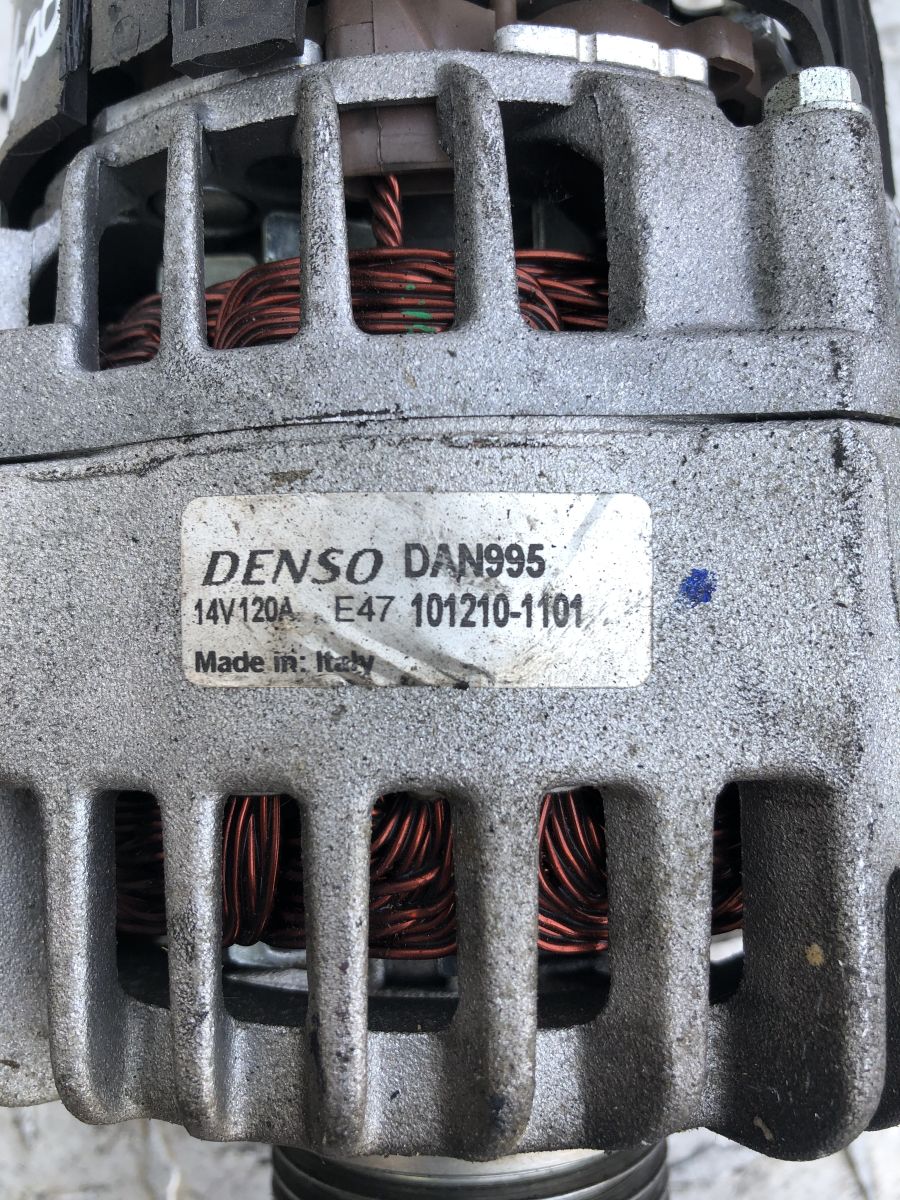 DENSO DAN995
14V120A E47 101210-1101
Made in: Italy